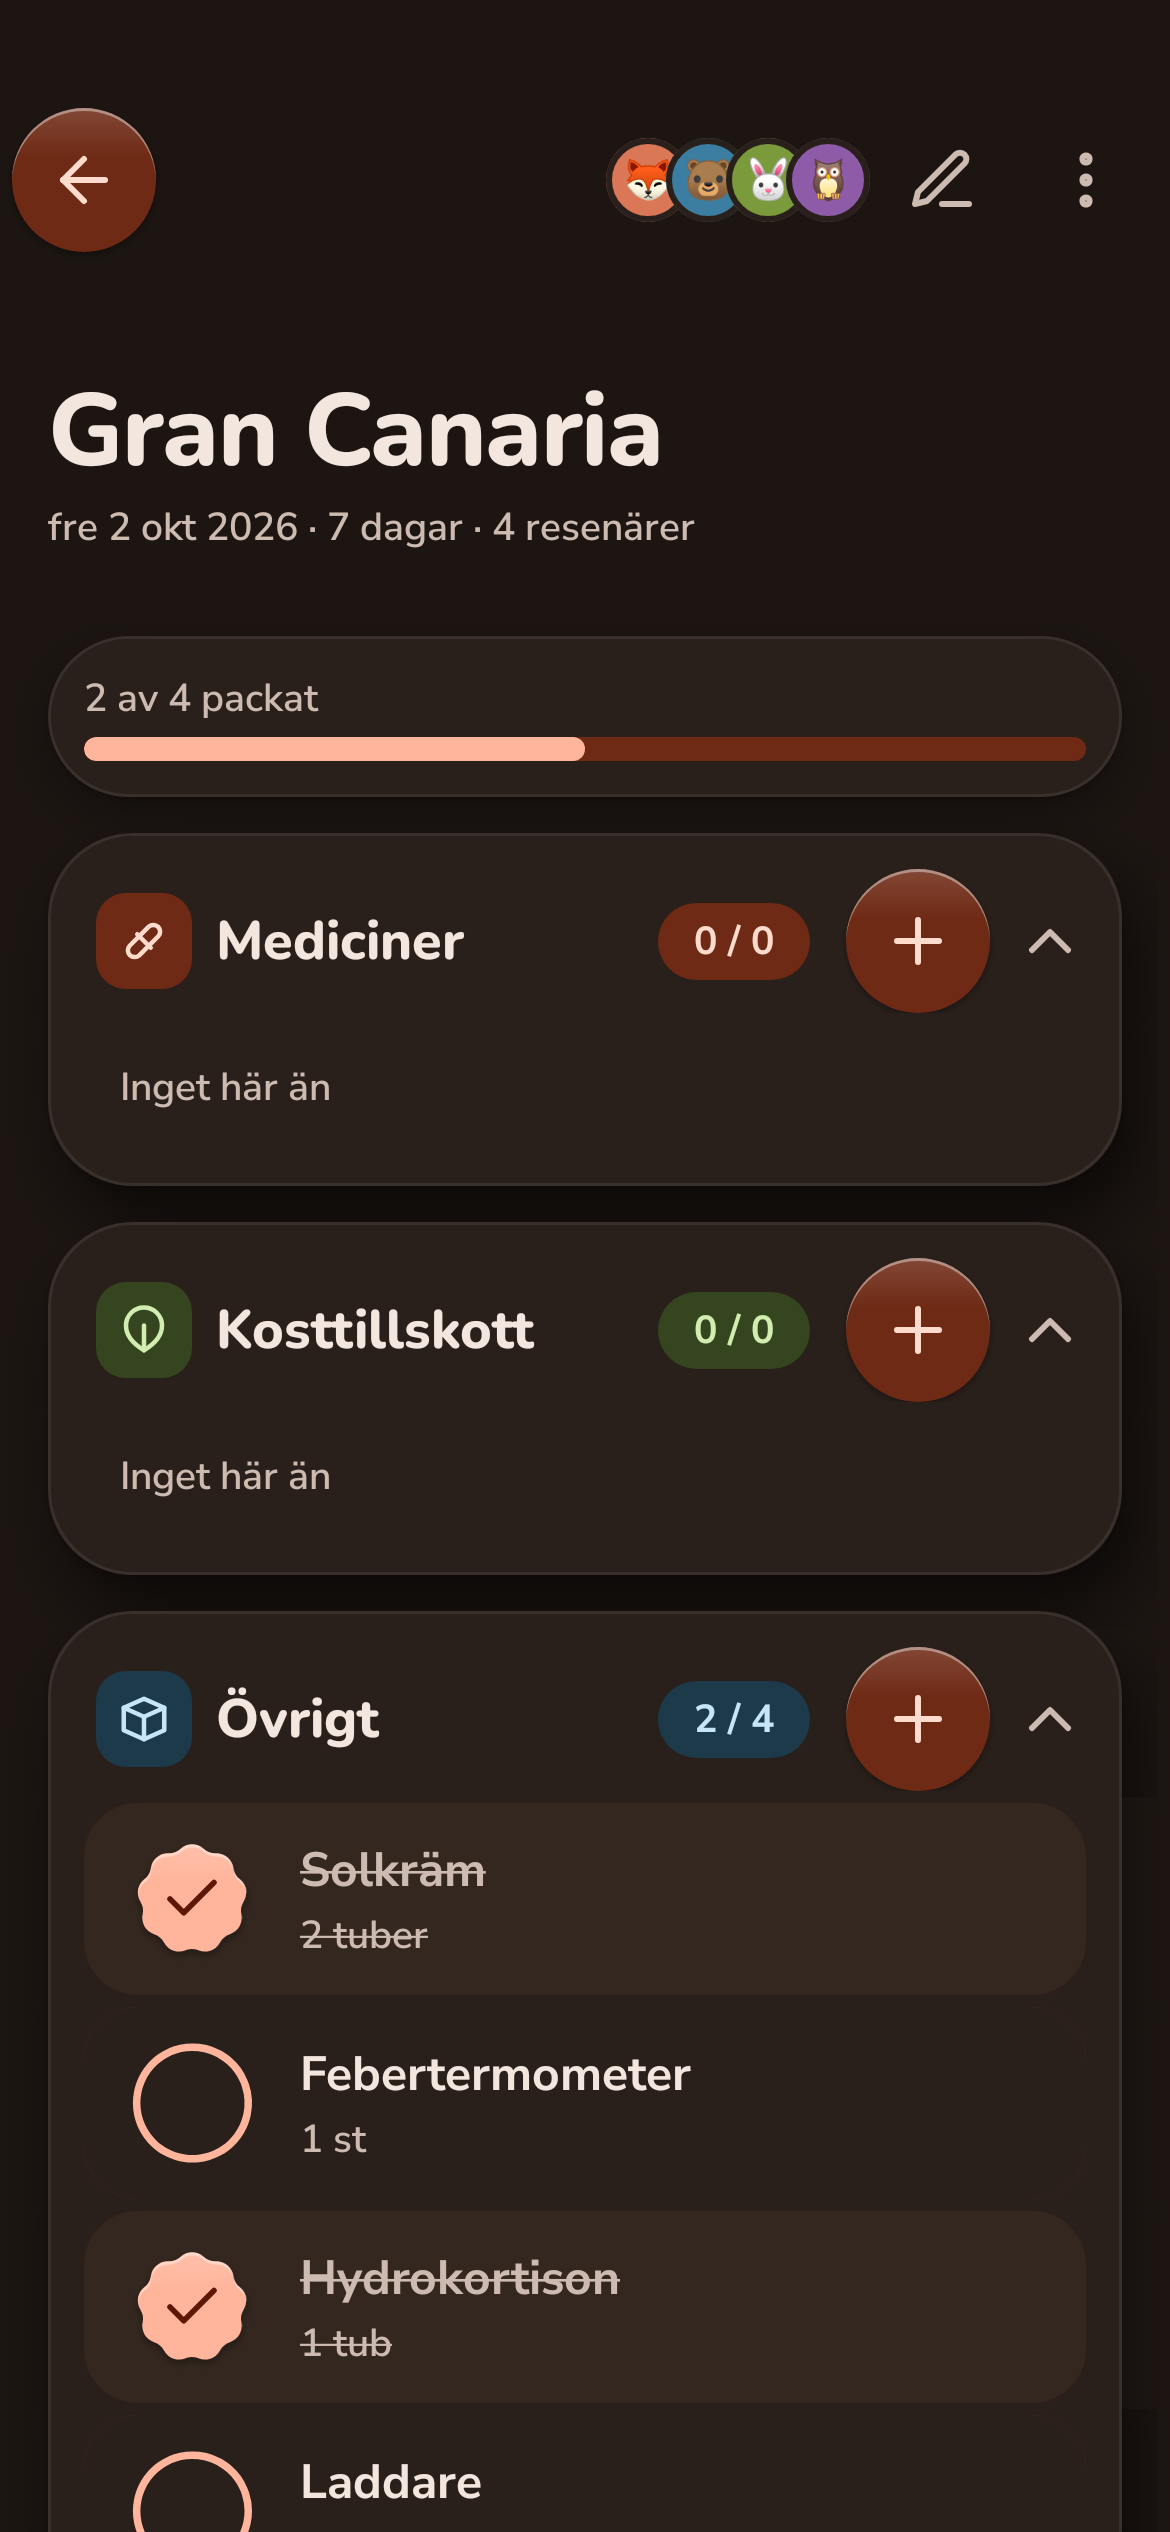 Gran Canaria
fre 2 okt 2026 · 7 dagar · 4 resenärer
2 av 4 packat
Mediciner 0 / 0
Inget här än
Kosttillskott 0 / 0
Inget här än
Övrigt 2 / 4
Solkräm
2 tuber
Febertermometer
1 st
Hydrokortison
1 tub
Laddare